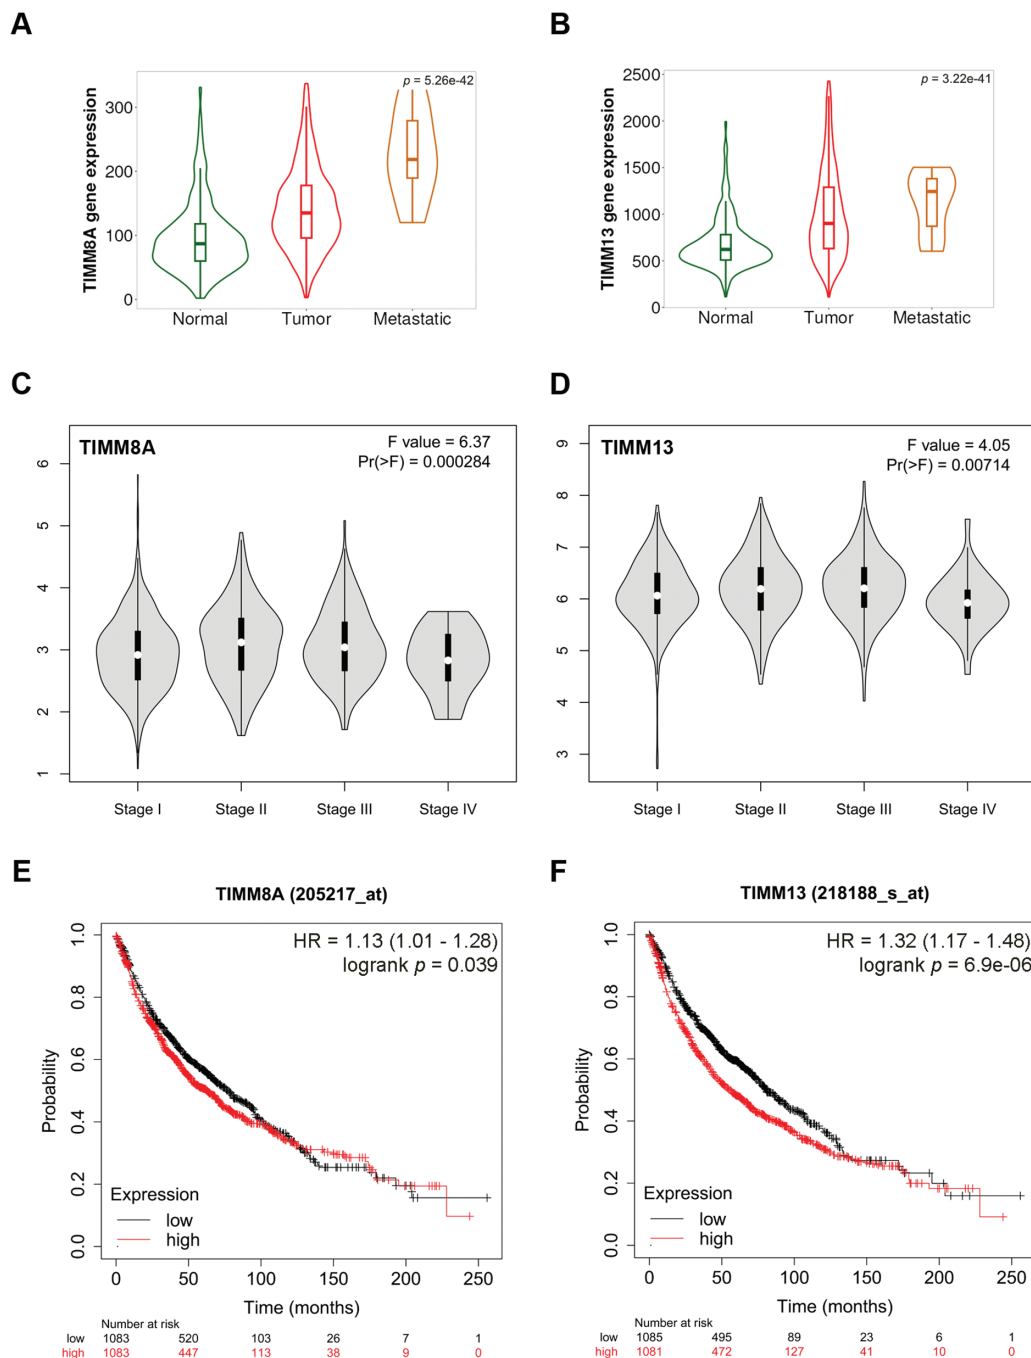 A
TIMM8A gene expression
300
200
100
0
p = 5.26e-42
Normal Tumor Metastatic
B
TIMM13 gene expression
2500
2000
1500
1000
500
0
p = 3.22e-41
Normal Tumor Metastatic
C
TIMM8A
F value = 6.37
Pr(>F) = 0.000284
6
5
4
3
2
1
Stage I Stage II Stage III Stage IV
D
TIMM13
F value = 4.05
Pr(>F) = 0.00714
9
8
7
6
5
4
3
Stage I Stage II Stage III Stage IV
E
TIMM8A (205217_at)
HR = 1.13 (1.01 - 1.28)
logrank p = 0.039
Probability
1.0
0.8
0.6
0.4
0.2
0.0
Expression
low
high
0 50 100 150 200 250
Time (months)
Number at risk
low 1083 520 103 26 7 1
high 1083 447 113 38 9 0
F
TIMM13 (218188_s_at)
HR = 1.32 (1.17 - 1.48)
logrank p = 6.9e-06
Probability
1.0
0.8
0.6
0.4
0.2
0.0
Expression
low
high
0 50 100 150 200 250
Time (months)
Number at risk
low 1085 495 89 23 6 1
high 1081 472 127 41 10 0